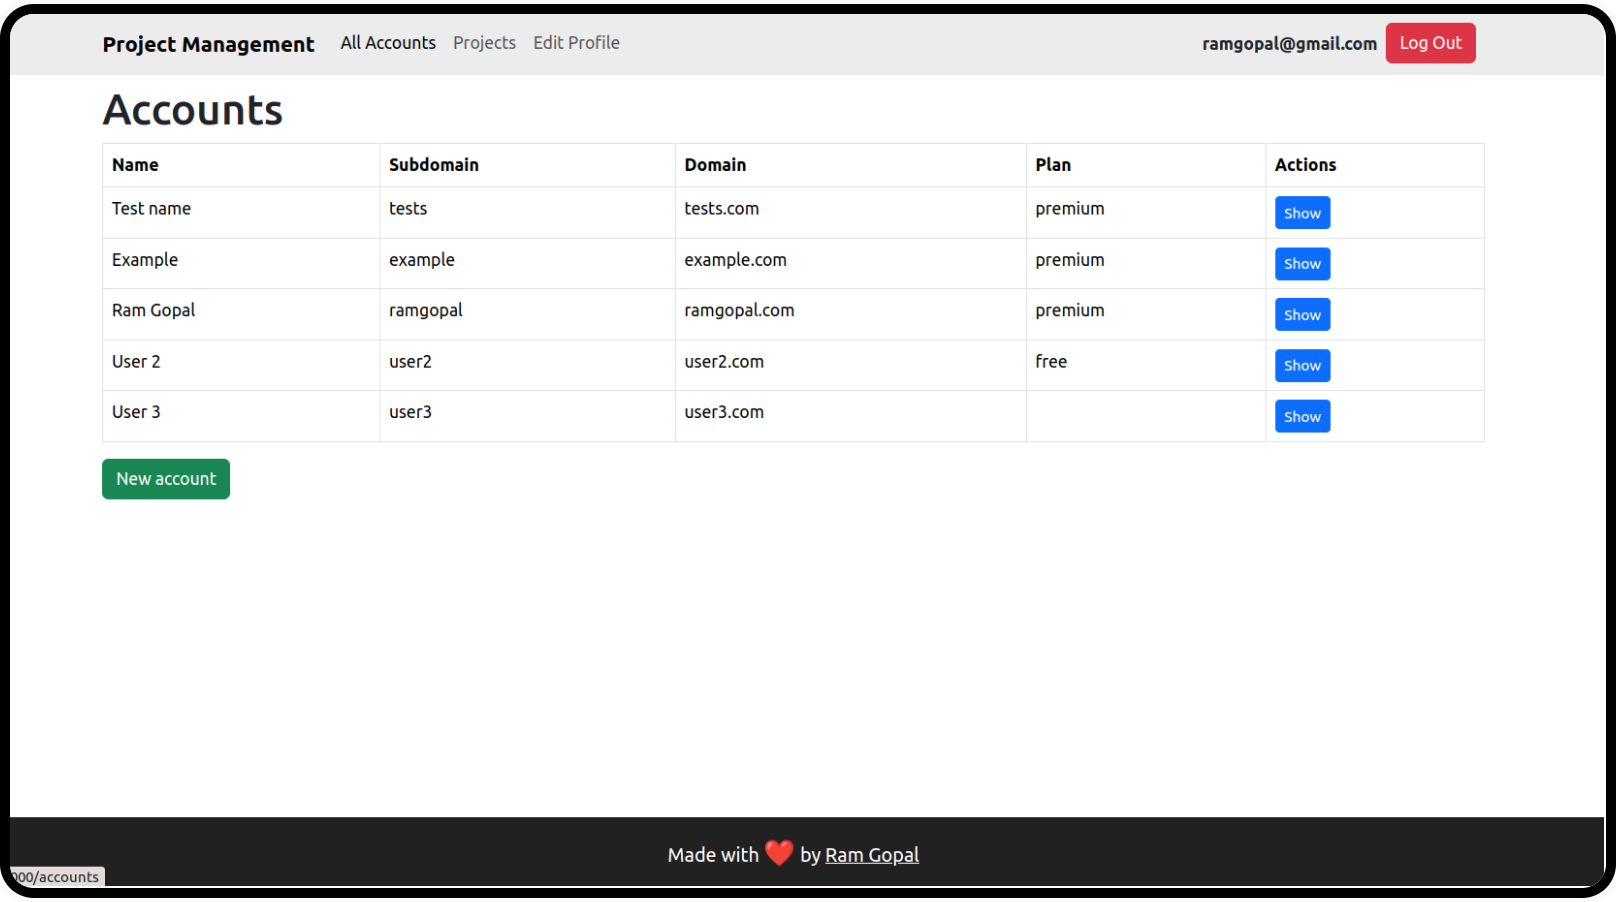 Project Management All Accounts Projects Edit Profile ramgopal@gmail.com Log Out
Accounts
Name Subdomain Domain Plan Actions
Test name tests tests.com premium Show
Example example example.com premium Show
Ram Gopal ramgopal ramgopal.com premium Show
User 2 user2 user2.com free Show
User 3 user3 user3.com Show
New account
Made with ❤️ by Ram Gopal
000/accounts